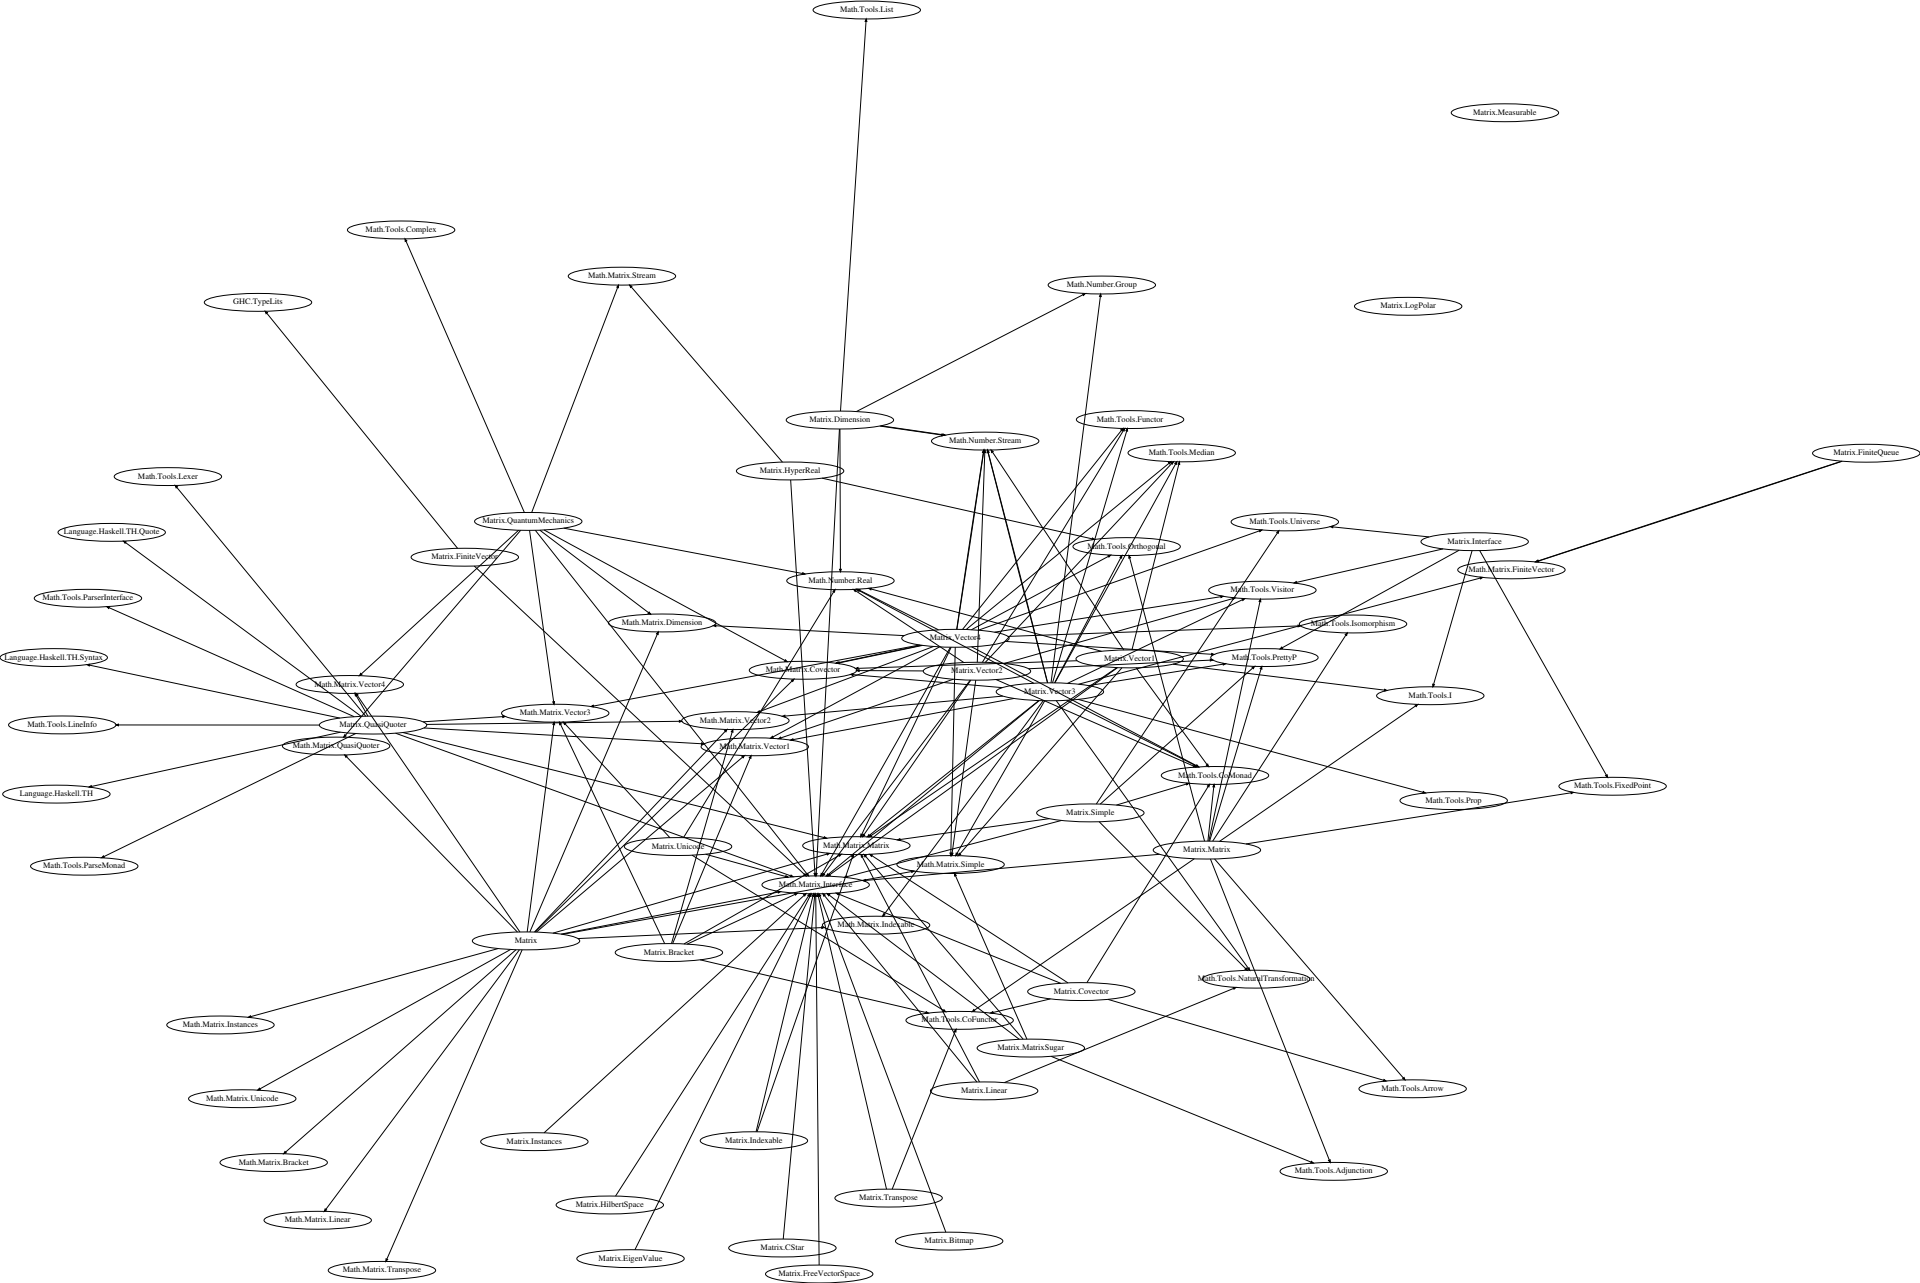 Math.Tools.List
Matrix.Measurable
Math.Tools.Complex
Math.Matrix.Stream
Math.Number.Group
GHC.TypeLits
Matrix.LogPolar
Matrix.Dimension
Math.Tools.Functor
Math.Number.Stream
Math.Tools.Median
Matrix.FiniteQueue
Matrix.HyperReal
Math.Tools.Lexer
Matrix.QuantumMechanics
Math.Tools.Universe
Language.Haskell.TH.Quote
Matrix.Interface
Math.Tools.Orthogonal
Matrix.FiniteVector
Math.Matrix.FiniteVector
Math.Number.Real
Math.Tools.Visitor
Math.Tools.ParserInterface
Math.Matrix.Dimension
Math.Tools.Isomorphism
Matrix.Vector4
Language.Haskell.TH.Syntax
Matrix.Vector1
Math.Tools.PrettyP
Math.Matrix.Covector
Matrix.Vector2
Math.Matrix.Vector4
Matrix.Vector3
Math.Tools.I
Math.Matrix.Vector3
Math.Matrix.Vector2
Math.Tools.LineInfo
Matrix.QuasiQuoter
Math.Matrix.QuasiQuoter
Math.Matrix.Vector1
Math.Tools.CoMonad
Math.Tools.FixedPoint
Language.Haskell.TH
Math.Tools.Prop
Matrix.Simple
Matrix.Unicode
Math.Matrix.Matrix
Matrix.Matrix
Math.Tools.ParseMonad
Math.Matrix.Simple
Math.Matrix.Interface
Math.Matrix.Indexable
Matrix
Matrix.Bracket
Math.Tools.NaturalTransformation
Matrix.Covector
Math.Tools.CoFunctor
Math.Matrix.Instances
Matrix.MatrixSugar
Math.Tools.Arrow
Matrix.Linear
Math.Matrix.Unicode
Matrix.Instances
Matrix.Indexable
Math.Matrix.Bracket
Math.Tools.Adjunction
Matrix.Transpose
Matrix.HilbertSpace
Math.Matrix.Linear
Matrix.Bitmap
Matrix.CStar
Matrix.EigenValue
Math.Matrix.Transpose
Matrix.FreeVectorSpace